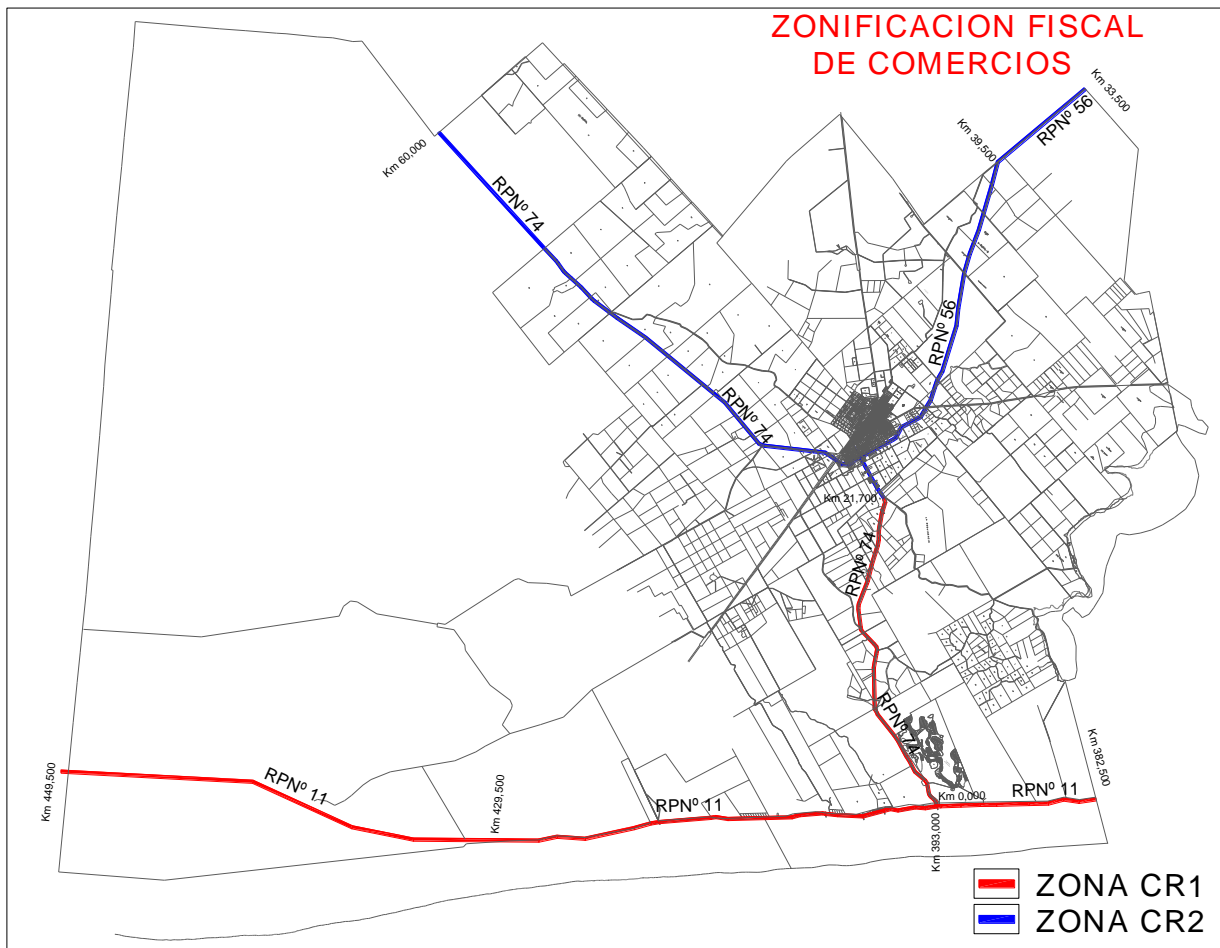 ZONIFICACION FISCAL
DE COMERCIOS
Km 33,500
RPNº 56
Km 39,500
Km 60,000
RPNº 74
RPNº 56
RPNº 74
Km 21,700
RPNº 74
RPNº 74
Km 449,500
RPNº 11
Km 429,500
RPNº 11
Km 0,000
Km 393,000
RPNº 11
Km 382,500
ZONA CR1
ZONA CR2